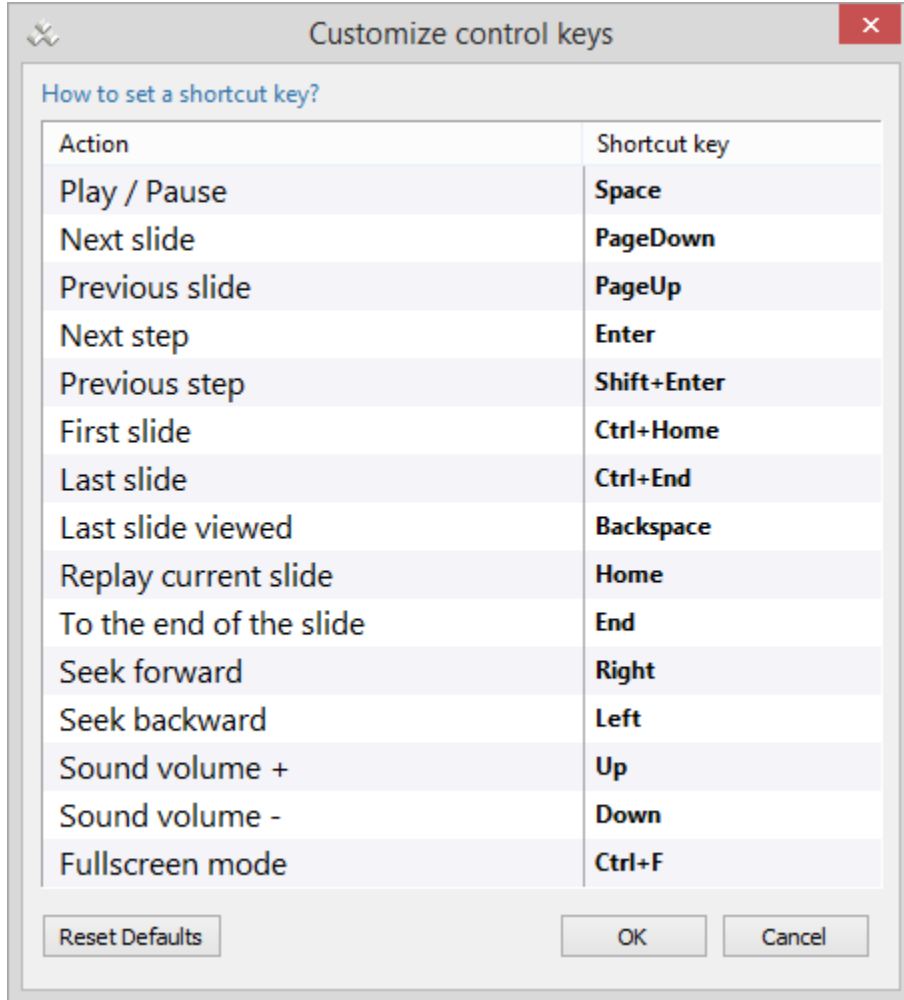 Customize control keys
How to set a shortcut key?
Action Shortcut key
Play / Pause Space
Next slide PageDown
Previous slide PageUp
Next step Enter
Previous step Shift+Enter
First slide Ctrl+Home
Last slide Ctrl+End
Last slide viewed Backspace
Replay current slide Home
To the end of the slide End
Seek forward Right
Seek backward Left
Sound volume + Up
Sound volume - Down
Fullscreen mode Ctrl+F
Reset Defaults OK Cancel